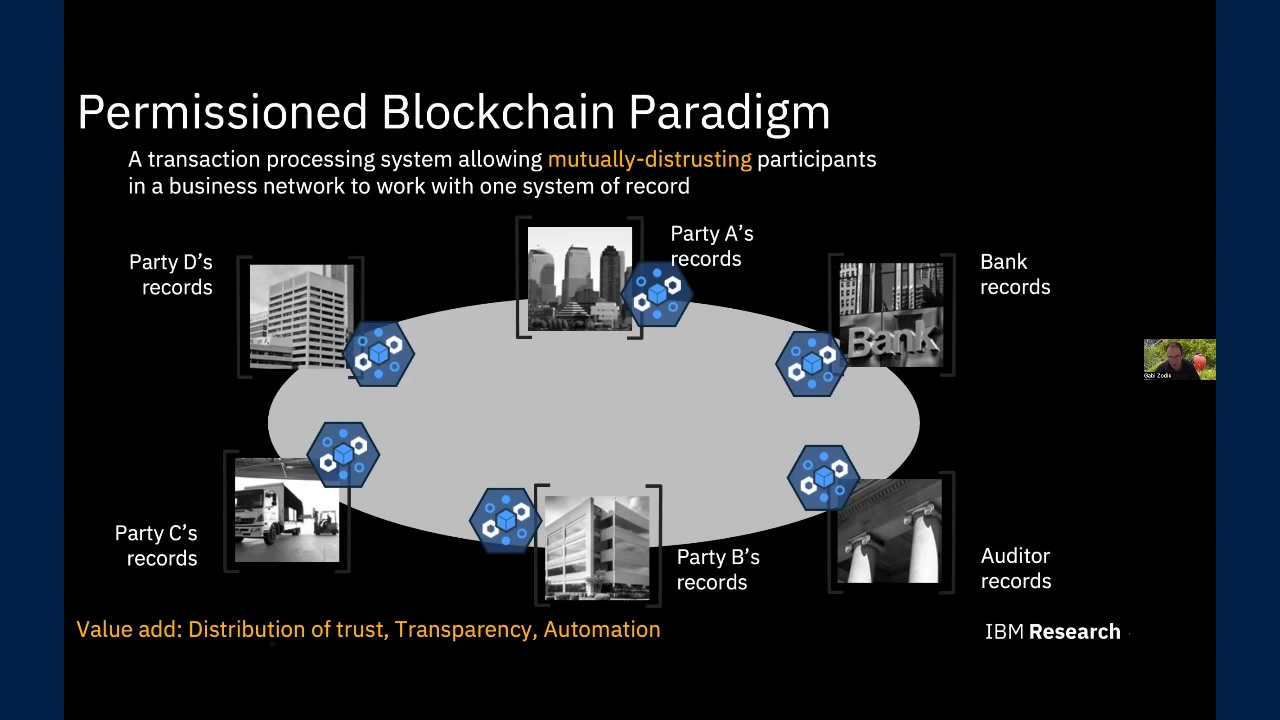 Permissioned Blockchain Paradigm
A transaction processing system allowing mutually-distrusting participants
in a business network to work with one system of record
Party A's
records
Party D's
records
Bank
records
Bank
Gabi Zodik
Party C's
records
Party B's
records
Auditor
records
Value add: Distribution of trust, Transparency, Automation
IBM Research